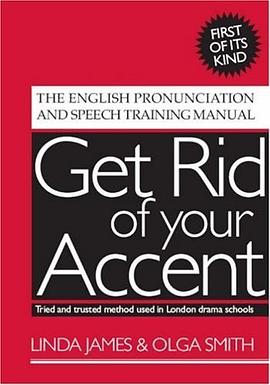 FIRST
OF ITS
KIND
THE ENGLISH PRONUNCIATION
AND SPEECH TRAINING MANUAL
Get Rid
of your
Accent
Tried and trusted method used in London drama schools
LINDA JAMES & OLGA SMITH